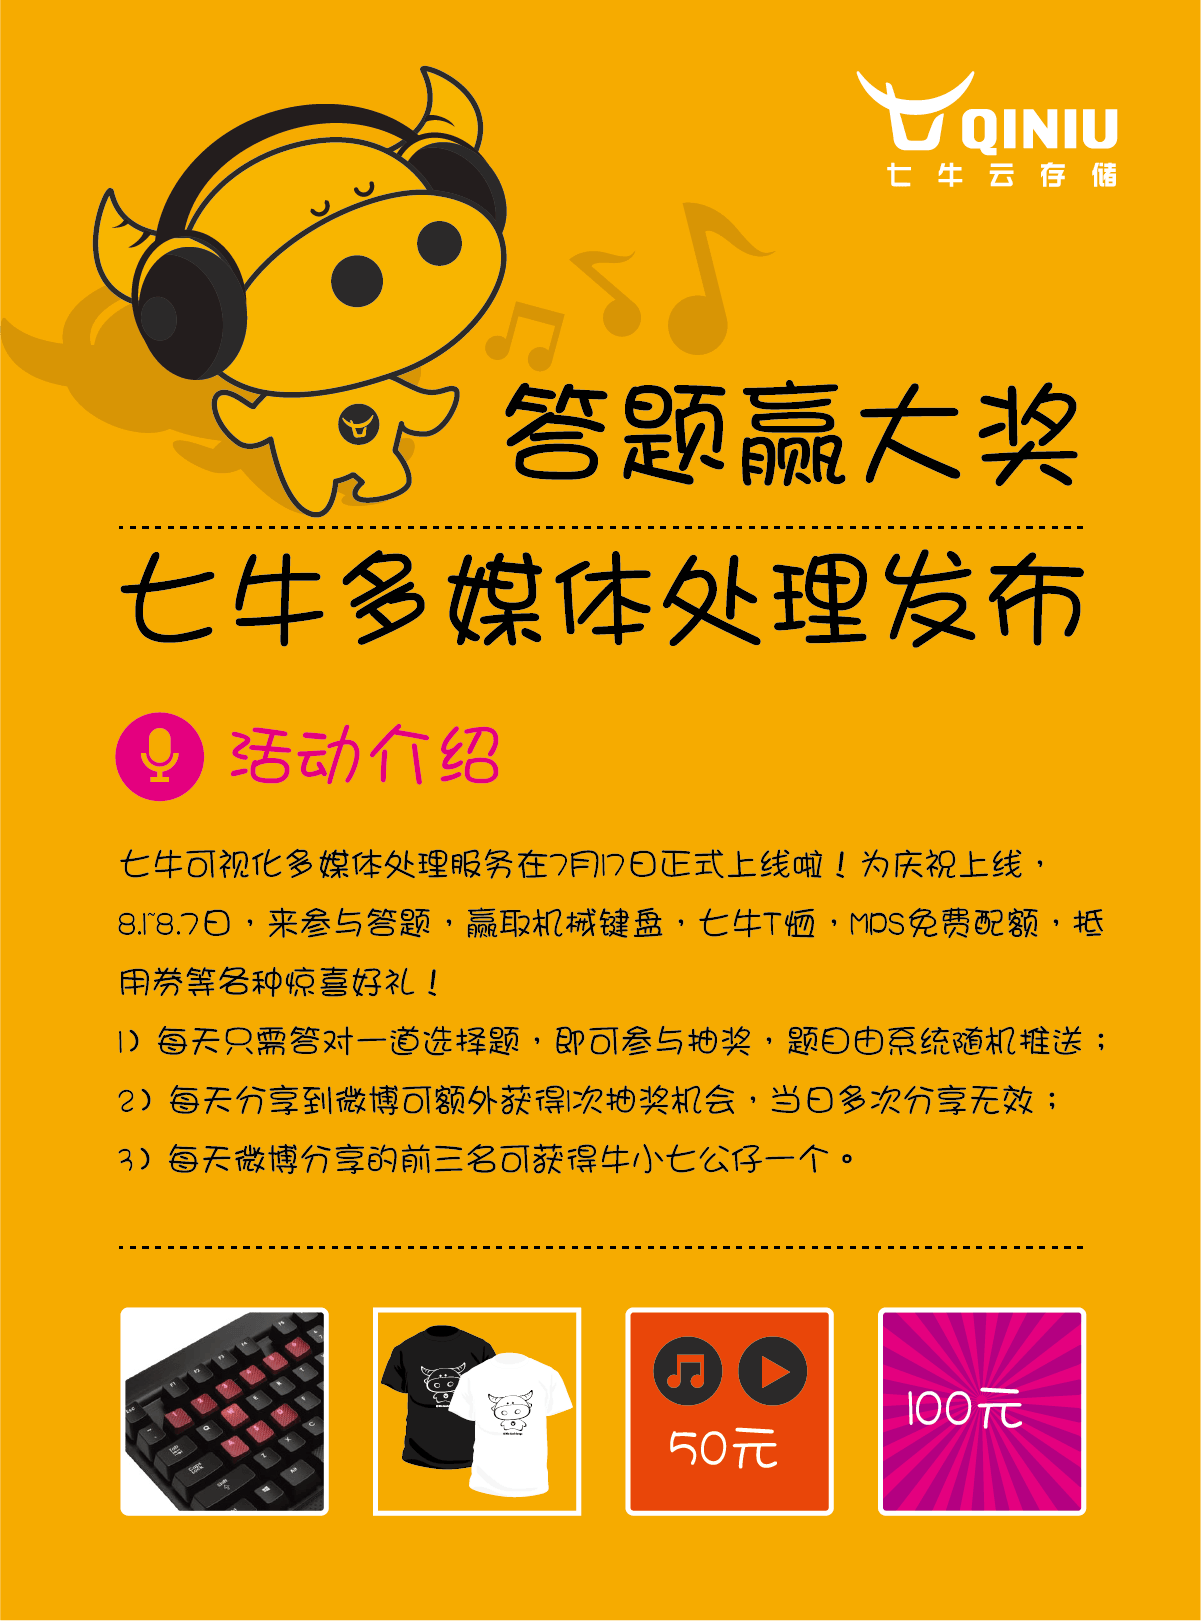 QINIU
七牛云存储
答题赢大奖
七牛多媒体处理发布
活动介绍
七牛可视化多媒体处理服务在7月17日正式上线啦！为庆祝上线，
8.1~8.7日，来参与答题，赢取机械键盘，七牛T恤，MPS免费配额，抵
用券等各种惊喜好礼！
1）每天只需答对一道选择题，即可参与抽奖，题目由系统随机推送；
2）每天分享到微博可额外获得1次抽奖机会，当日多次分享无效；
3）每天微博分享的前三名可获得牛小七公仔一个。
50元
100元